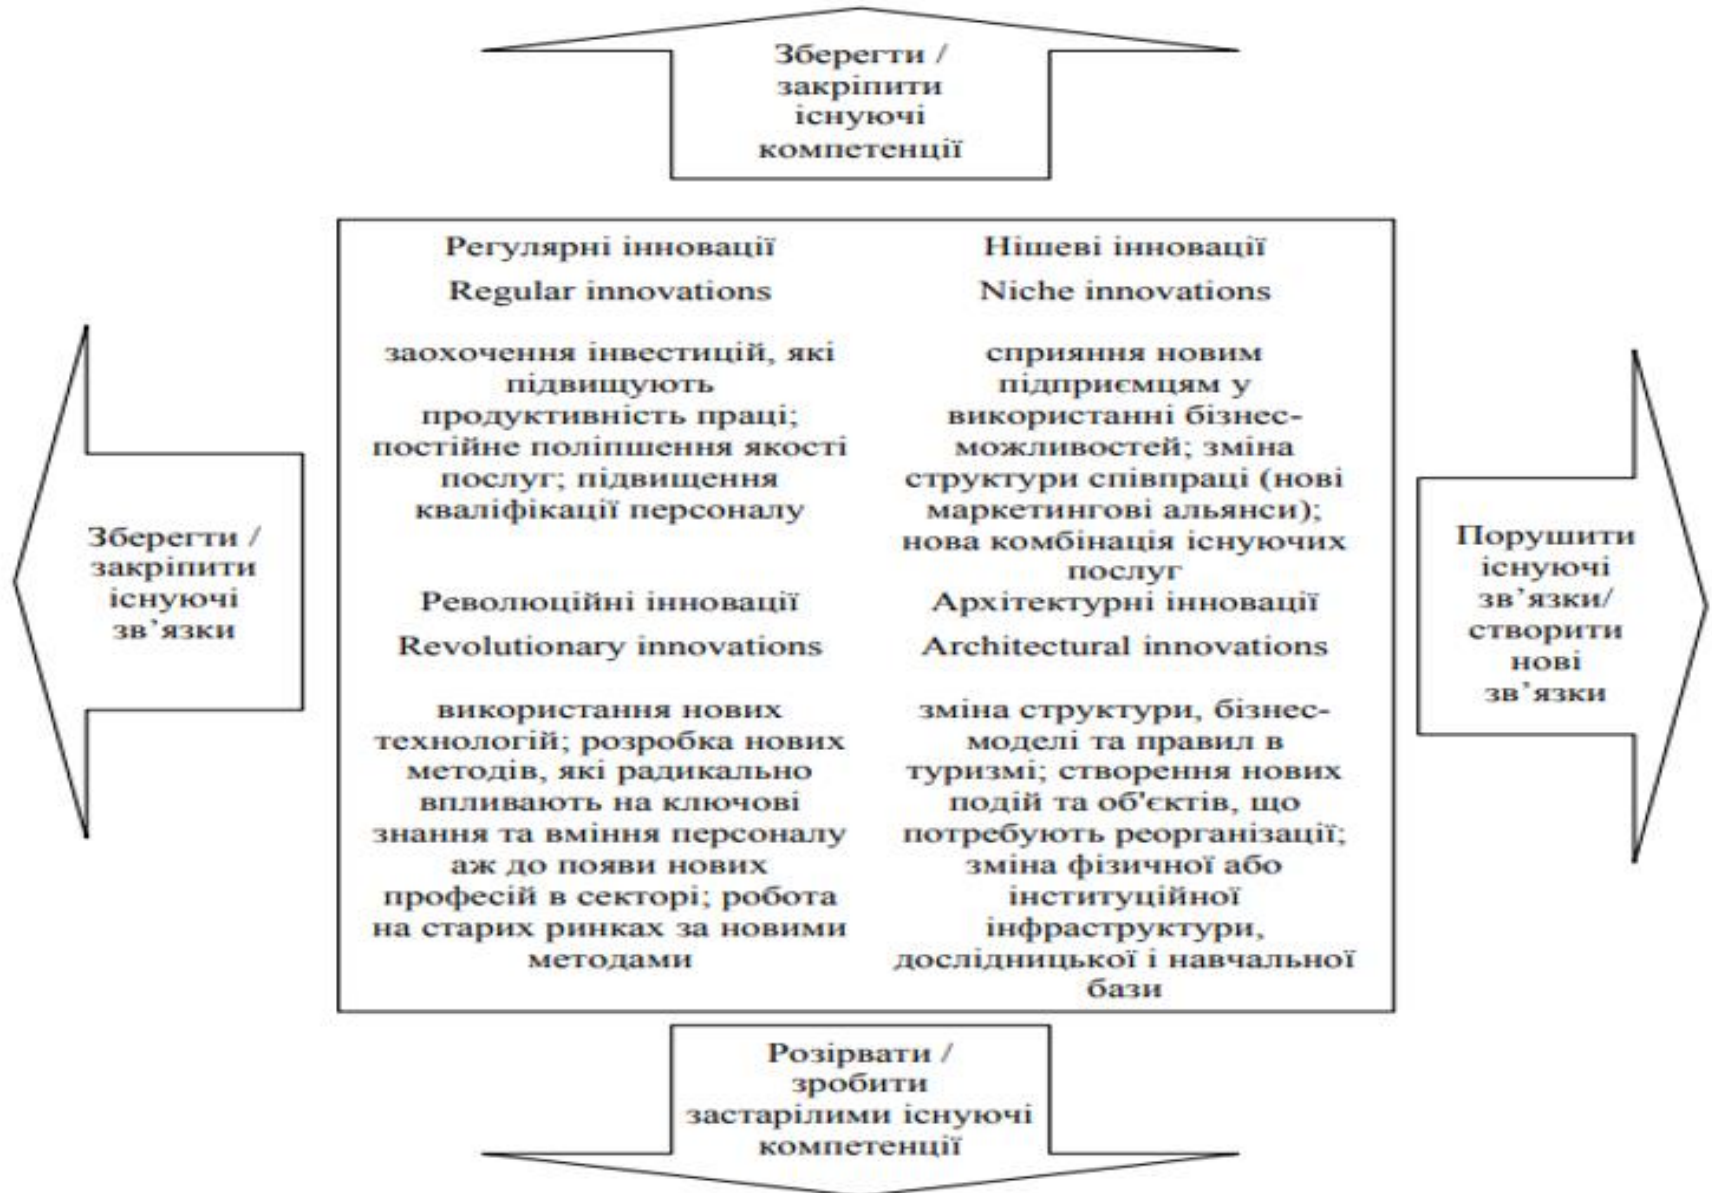 Зберегти /
закріпити
існуючі
компетенції
Регулярні інновації
Regular innovations
заохочення інвестицій, які
підвищують
продуктивність праці;
постійне поліпшення якості
послуг; підвищення
кваліфікації персоналу
Нішеві інновації
Niche innovations
сприяння новим
підприємцям у
використанні бізнес-
можливостей; зміна
структури співпраці (нові
маркетингові альянси);
нова комбінація існуючих
послуг
Зберегти /
закріпити
існуючі
зв’язки
Порушити
існуючі
зв’язки/
створити
нові
зв’язки
Революційні інновації
Revolutionary innovations
використання нових
технологій; розробка нових
методів, які радикально
впливають на ключові
знання та вміння персоналу
аж до появи нових
професій в секторі; робота
на старих ринках за новими
методами
Архітектурні інновації
Architectural innovations
зміна структури, бізнес-
моделі та правил в
туризмі; створення нових
подій та об'єктів, що
потребують реорганізації;
зміна фізичної або
інституційної
інфраструктури,
дослідницької і навчальної
бази
Розірвати /
зробити
застарілими існуючі
компетенції